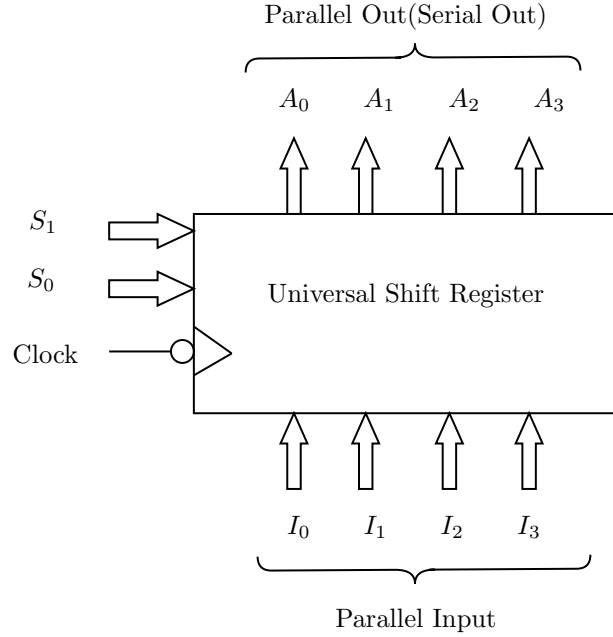 Parallel Out(Serial Out)
A₀ A₁ A₂ A₃
S₁
S₀
Universal Shift Register
Clock
I₀ I₁ I₂ I₃
Parallel Input